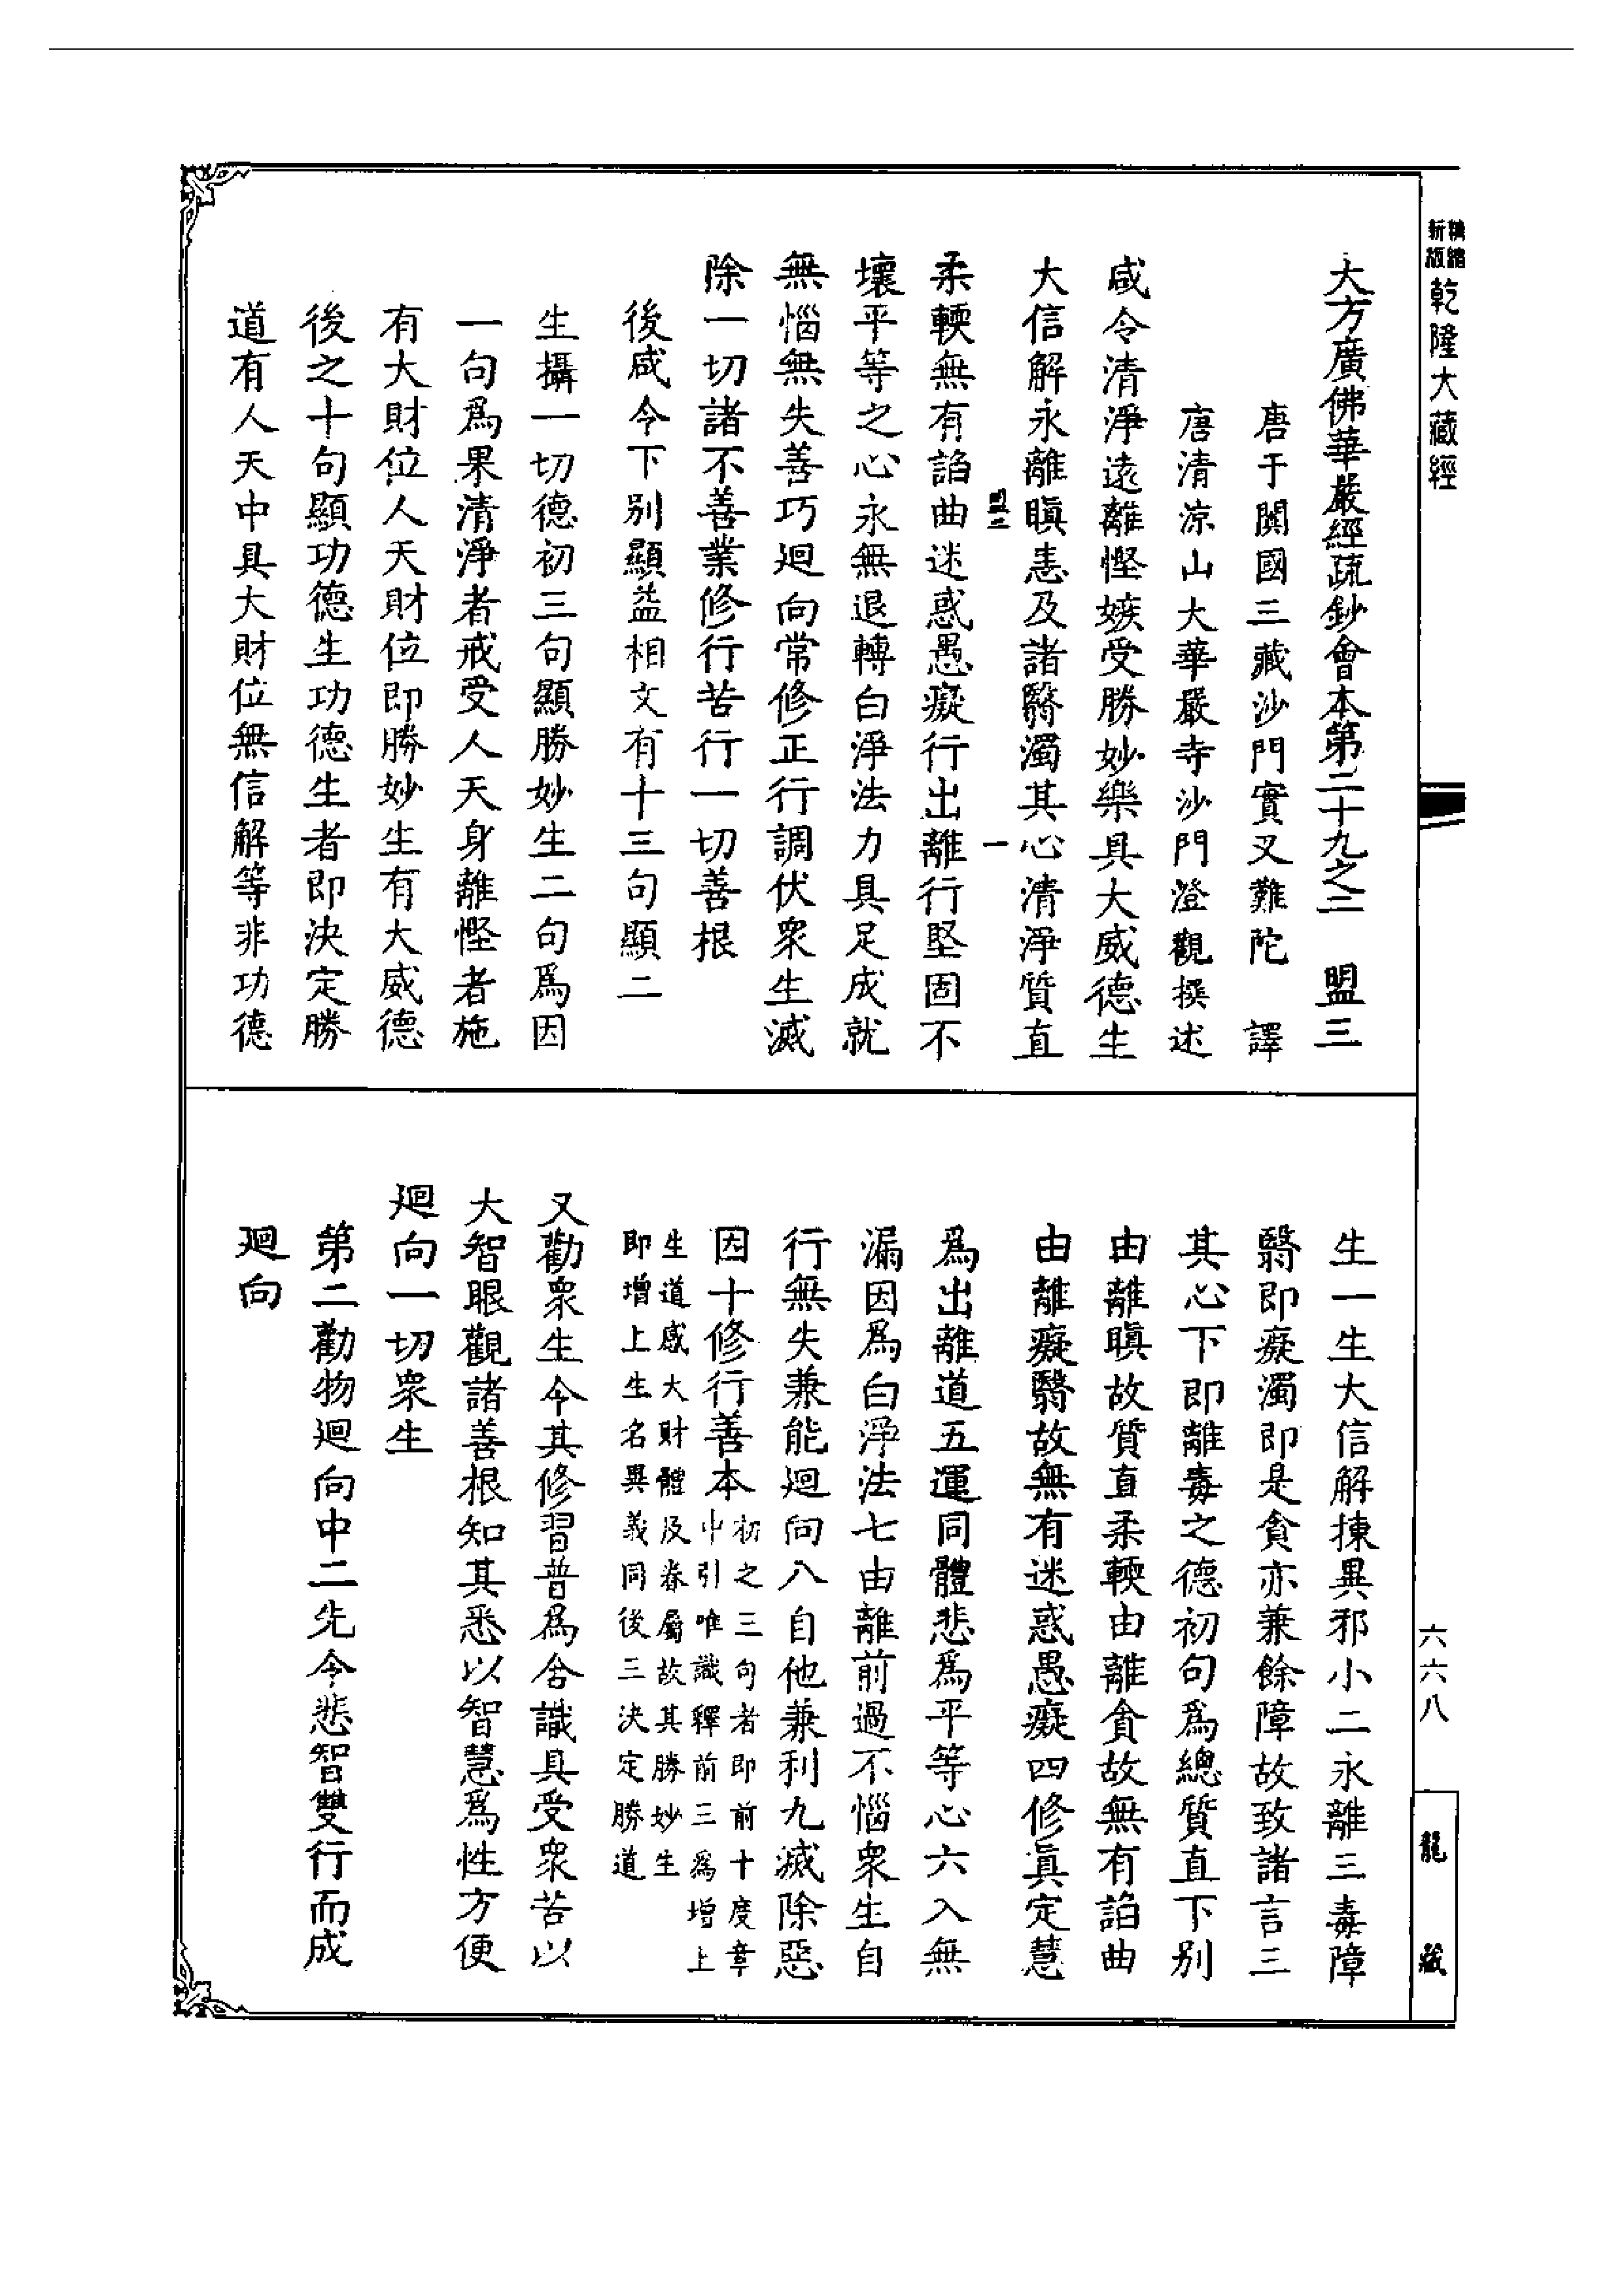 精縮新版乾隆大藏經
大方廣佛華嚴經疏鈔會本第二十九之二　盟三
唐于闐國三藏沙門實叉難陀　譯
唐清涼山大華嚴寺沙門澄觀撰述
咸令清淨遠離慳嫉受勝妙樂具大威德生
大信解永離瞋恚及諸翳濁其心清淨質直
盟三　一
柔輭無有諂曲迷惑愚癡行出離行堅固不
壞平等之心永無退轉白淨法力具足成就
無惱無失善巧迴向常修正行調伏衆生滅
除一切諸不善業修行苦行一切善根
後咸令下別顯益相文有十三句顯二
生攝一切德初三句顯勝妙生二句爲因
一句爲果清淨者戒受人天身離慳者施
有大財位人天財位即勝妙生有大威德
後之十句顯功德生功德生者即決定勝
道有人天中具大財位無信解等非功德
生一生大信解揀異邪小二永離三毒障
翳即癡濁即是貪亦兼餘障故致諸言三
其心下即離毒之德初句爲總質直下別
由離瞋故質直柔輭由離貪故無有諂曲
由離癡翳故無有迷惑愚癡四修真定慧
爲出離道五運同體悲爲平等心六入無
漏因爲白淨法七由離前過不惱衆生自
行無失兼能迴向八自他兼利九滅除惡
因十修行善本初之三句者即前十度章
中引唯識釋前三爲增上
生道感大財體及眷屬故其勝妙生
即增上生名異義同後三決定勝道
又勸衆生令其修習普爲含識具受衆苦以
大智眼觀諸善根知其悉以智慧爲性方便
迴向一切衆生
第二勸物迴向中二先令悲智雙行而成
迴向
六六八
龍藏